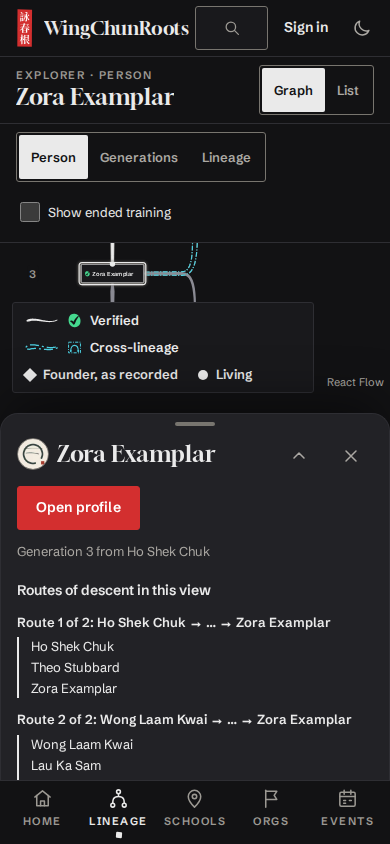 詠春根
WingChunRoots
Sign in
EXPLORER · PERSON
Zora Examplar
Graph
List
Person
Generations
Lineage
Show ended training
3
Zora Examplar
Verified
Cross-lineage
Founder, as recorded
Living
React Flow
Zora Examplar
Open profile
Generation 3 from Ho Shek Chuk
Routes of descent in this view
Route 1 of 2: Ho Shek Chuk → … → Zora Examplar
Ho Shek Chuk
Theo Stubbard
Zora Examplar
Route 2 of 2: Wong Laam Kwai → … → Zora Examplar
Wong Laam Kwai
Lau Ka Sam
HOME
LINEAGE
SCHOOLS
ORGS
EVENTS